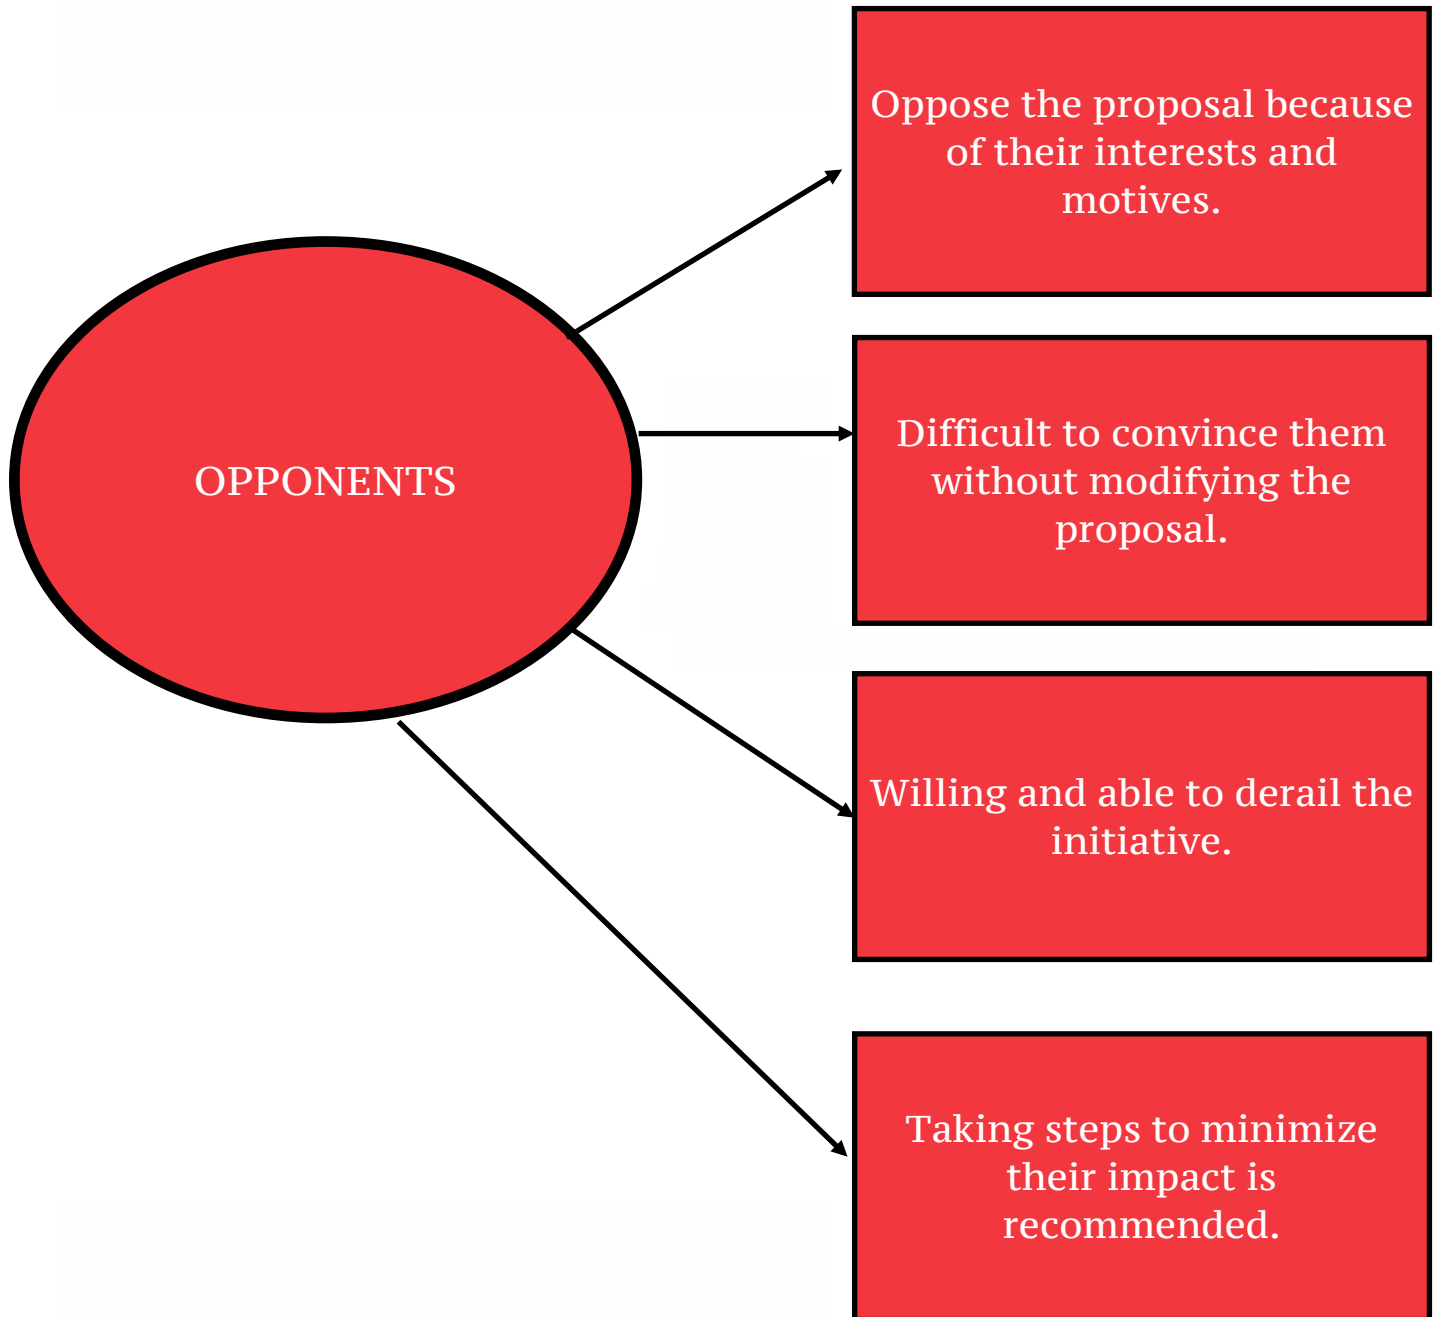 OPPONENTS
Oppose the proposal because
of their interests and
motives.
Difficult to convince them
without modifying the
proposal.
Willing and able to derail the
initiative.
Taking steps to minimize
their impact is
recommended.